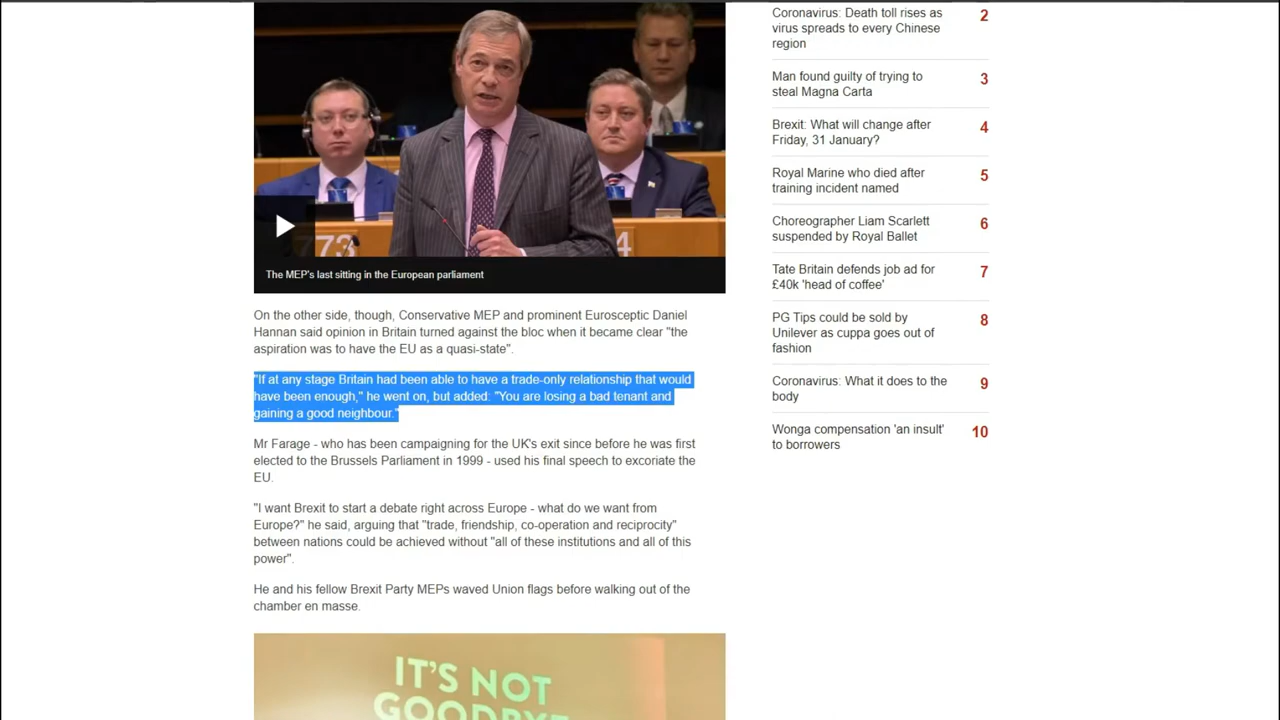 773
4
The MEP's last sitting in the European parliament
On the other side, though, Conservative MEP and prominent Eurosceptic Daniel
Hannan said opinion in Britain turned against the bloc when it became clear "the
aspiration was to have the EU as a quasi-state".
"If at any stage Britain had been able to have a trade-only relationship that would
have been enough," he went on, but added: "You are losing a bad tenant and
gaining a good neighbour."
Mr Farage - who has been campaigning for the UK's exit since before he was first
elected to the Brussels Parliament in 1999 - used his final speech to excoriate the
EU.
"I want Brexit to start a debate right across Europe - what do we want from
Europe?" he said, arguing that "trade, friendship, co-operation and reciprocity"
between nations could be achieved without "all of these institutions and all of this
power".
He and his fellow Brexit Party MEPs waved Union flags before walking out of the
chamber en masse.
IT'S NOT
GOODBYE
Coronavirus: Death toll rises as
virus spreads to every Chinese
region
2
Man found guilty of trying to
steal Magna Carta
3
Brexit: What will change after
Friday, 31 January?
4
Royal Marine who died after
training incident named
5
Choreographer Liam Scarlett
suspended by Royal Ballet
6
Tate Britain defends job ad for
£40k 'head of coffee'
7
PG Tips could be sold by
Unilever as cuppa goes out of
fashion
8
Coronavirus: What it does to the
body
9
Wonga compensation 'an insult'
to borrowers
10